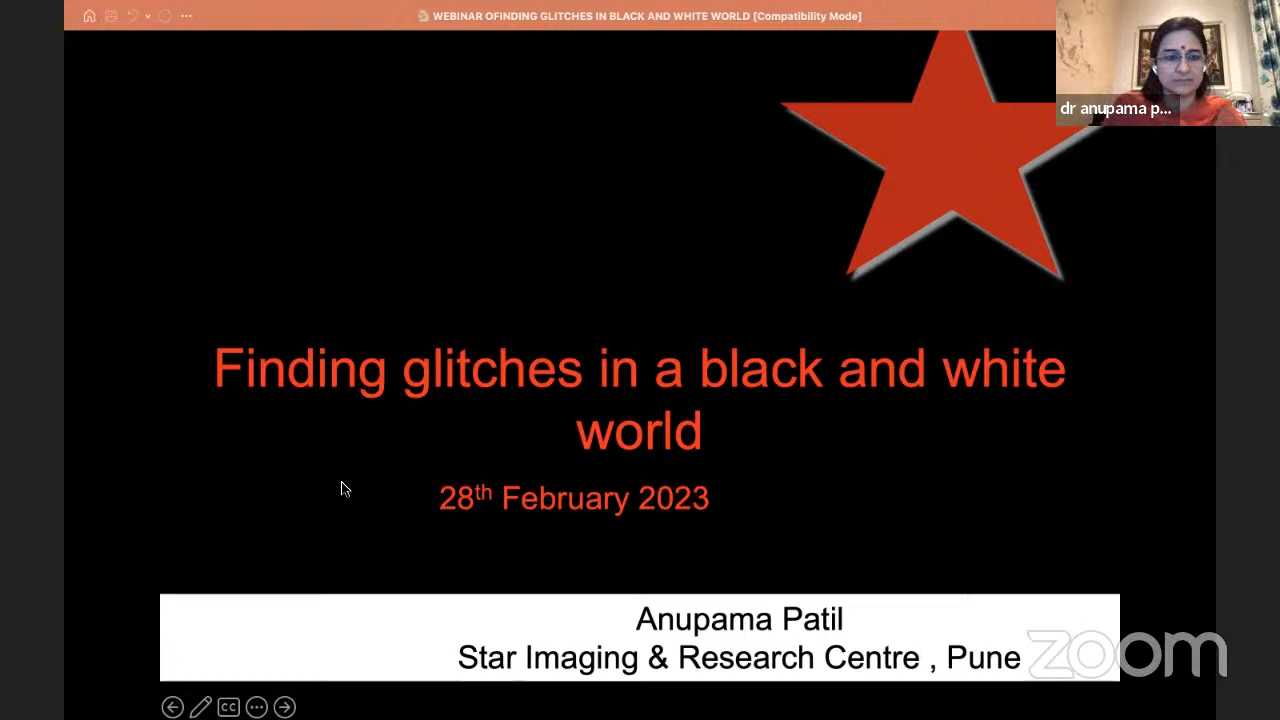 WEBINAR OFINDING GLITCHES IN BLACK AND WHITE WORLD [Compatibility Mode]
dr anupama p...
Finding glitches in a black and white
world
28th February 2023
Anupama Patil
Star Imaging & Research Centre , Pune
zoom
CC